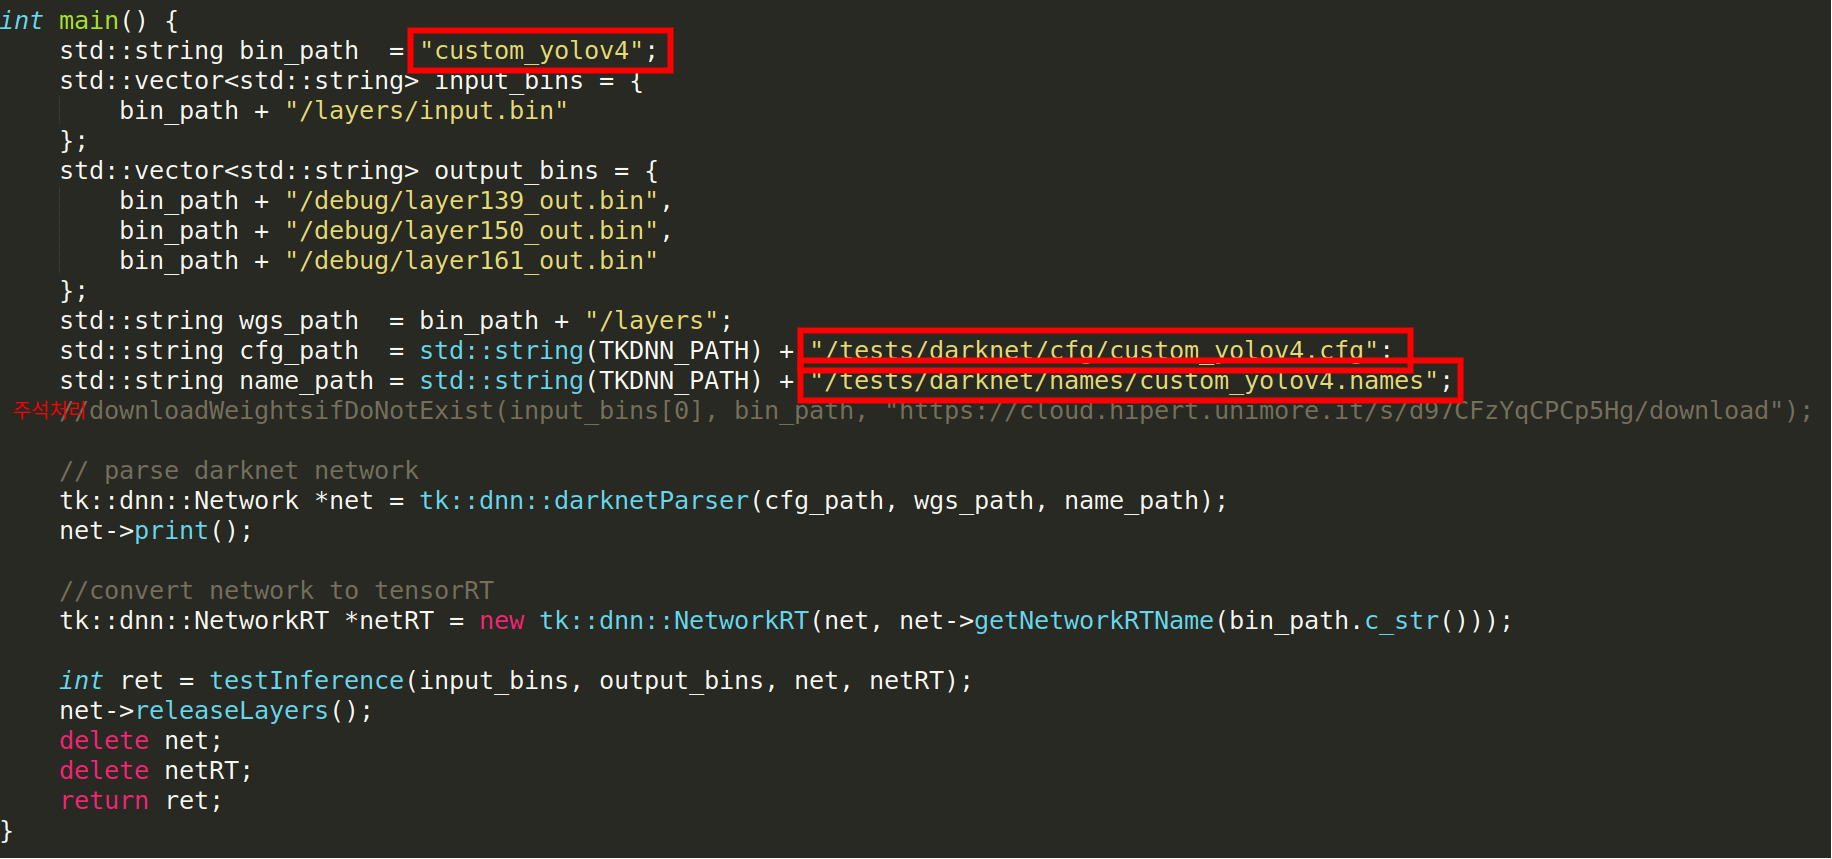 int main() {
    std::string bin_path  = "custom_yolov4";
    std::vector<std::string> input_bins = {
        bin_path + "/layers/input.bin"
    };
    std::vector<std::string> output_bins = {
        bin_path + "/debug/layer139_out.bin",
        bin_path + "/debug/layer150_out.bin",
        bin_path + "/debug/layer161_out.bin"
    };
    std::string wgs_path  = bin_path + "/layers";
    std::string cfg_path  = std::string(TKDNN_PATH) + "/tests/darknet/cfg/custom_yolov4.cfg";
    std::string name_path = std::string(TKDNN_PATH) + "/tests/darknet/names/custom_yolov4.names";
주석처리 //downloadWeightsifDoNotExist(input_bins[0], bin_path, "https://cloud.hipert.unimore.it/s/d97CFzYqCPCp5Hg/download");
    // parse darknet network
    tk::dnn::Network *net = tk::dnn::darknetParser(cfg_path, wgs_path, name_path);
    net->print();
    //convert network to tensorRT
    tk::dnn::NetworkRT *netRT = new tk::dnn::NetworkRT(net, net->getNetworkRTName(bin_path.c_str()));
    int ret = testInference(input_bins, output_bins, net, netRT);
    net->releaseLayers();
    delete net;
    delete netRT;
    return ret;
}